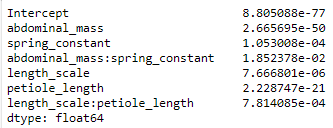 Intercept 8.805088e-77
abdominal_mass 2.665695e-50
spring_constant 1.053008e-04
abdominal_mass:spring_constant 1.852378e-02
length_scale 7.666801e-06
petiole_length 2.228747e-21
length_scale:petiole_length 7.814085e-04
dtype: float64